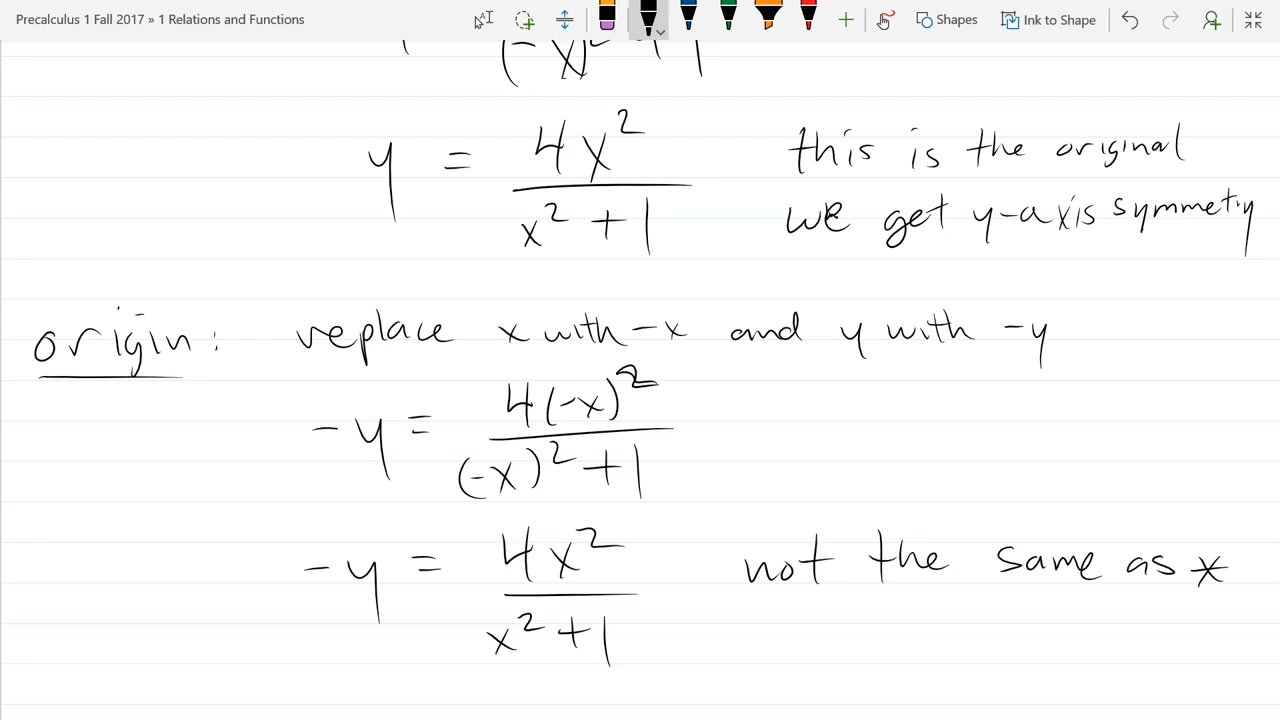 Precalculus 1 Fall 2017 » 1 Relations and Functions
Shapes
Ink to Shape
(-x)² + 1
y = 4x² / x² + 1
this is the original
we get y-axis symmetry
origin: replace x with -x and y with -y
-y = 4(-x)² / (-x)² + 1
-y = 4x² / x² + 1
not the same as *